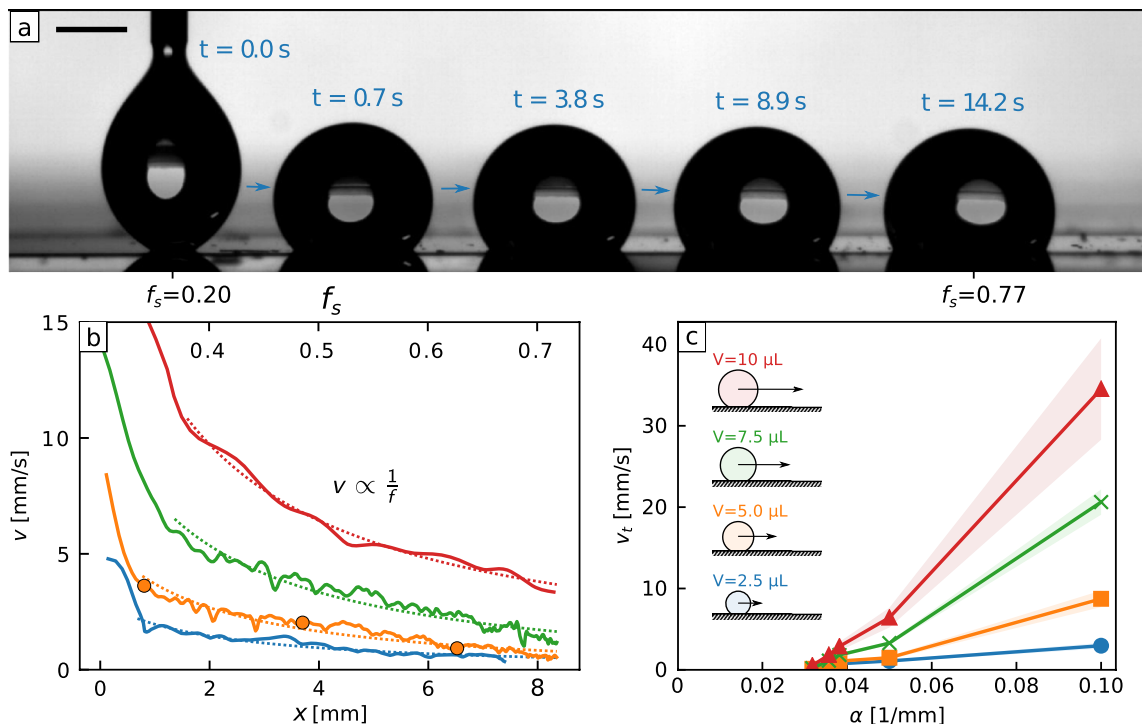 a
t = 0.0 s
t = 0.7 s
t = 3.8 s
t = 8.9 s
t = 14.2 s
f_s=0.20
f_s
f_s=0.77
b
0.4 0.5 0.6 0.7
15
10
5
0
v [mm/s]
v ∝ 1/f
0 2 4 6 8
x [mm]
c
40
30
20
10
0
v_t [mm/s]
V=10 μL
V=7.5 μL
V=5.0 μL
V=2.5 μL
0 0.02 0.04 0.06 0.08 0.10
α [1/mm]